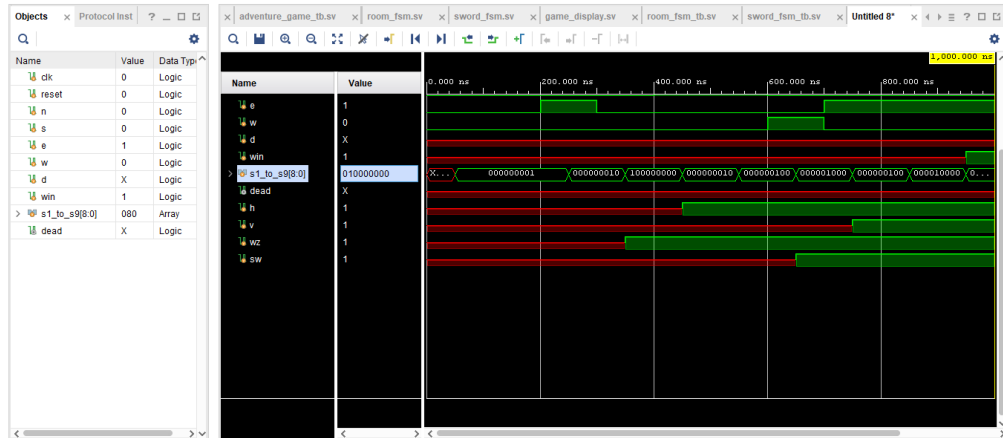 Objects × Protocol Inst ? _ □
Name Value Data Typ
clk 0 Logic
reset 0 Logic
n 0 Logic
s 0 Logic
e 1 Logic
w 0 Logic
d X Logic
win 1 Logic
> s1_to_s9[8:0] 080 Array
dead X Logic
× adventure_game_tb.sv × room_fsm.sv × sword_fsm.sv × game_display.sv × room_fsm_tb.sv × sword_fsm_tb.sv × Untitled 8* × ? _ □
1,000.000 ns
Name Value 0.000 ns 200.000 ns 400.000 ns 600.000 ns 800.000 ns
e 1
w 0
d X
win 1
> s1_to_s9[8:0] 010000000 X... 000000001 000000010 100000000 000000010 000000100 000001000 000000100 000010000 0...
dead X
h 1
v 1
wz 1
sw 1